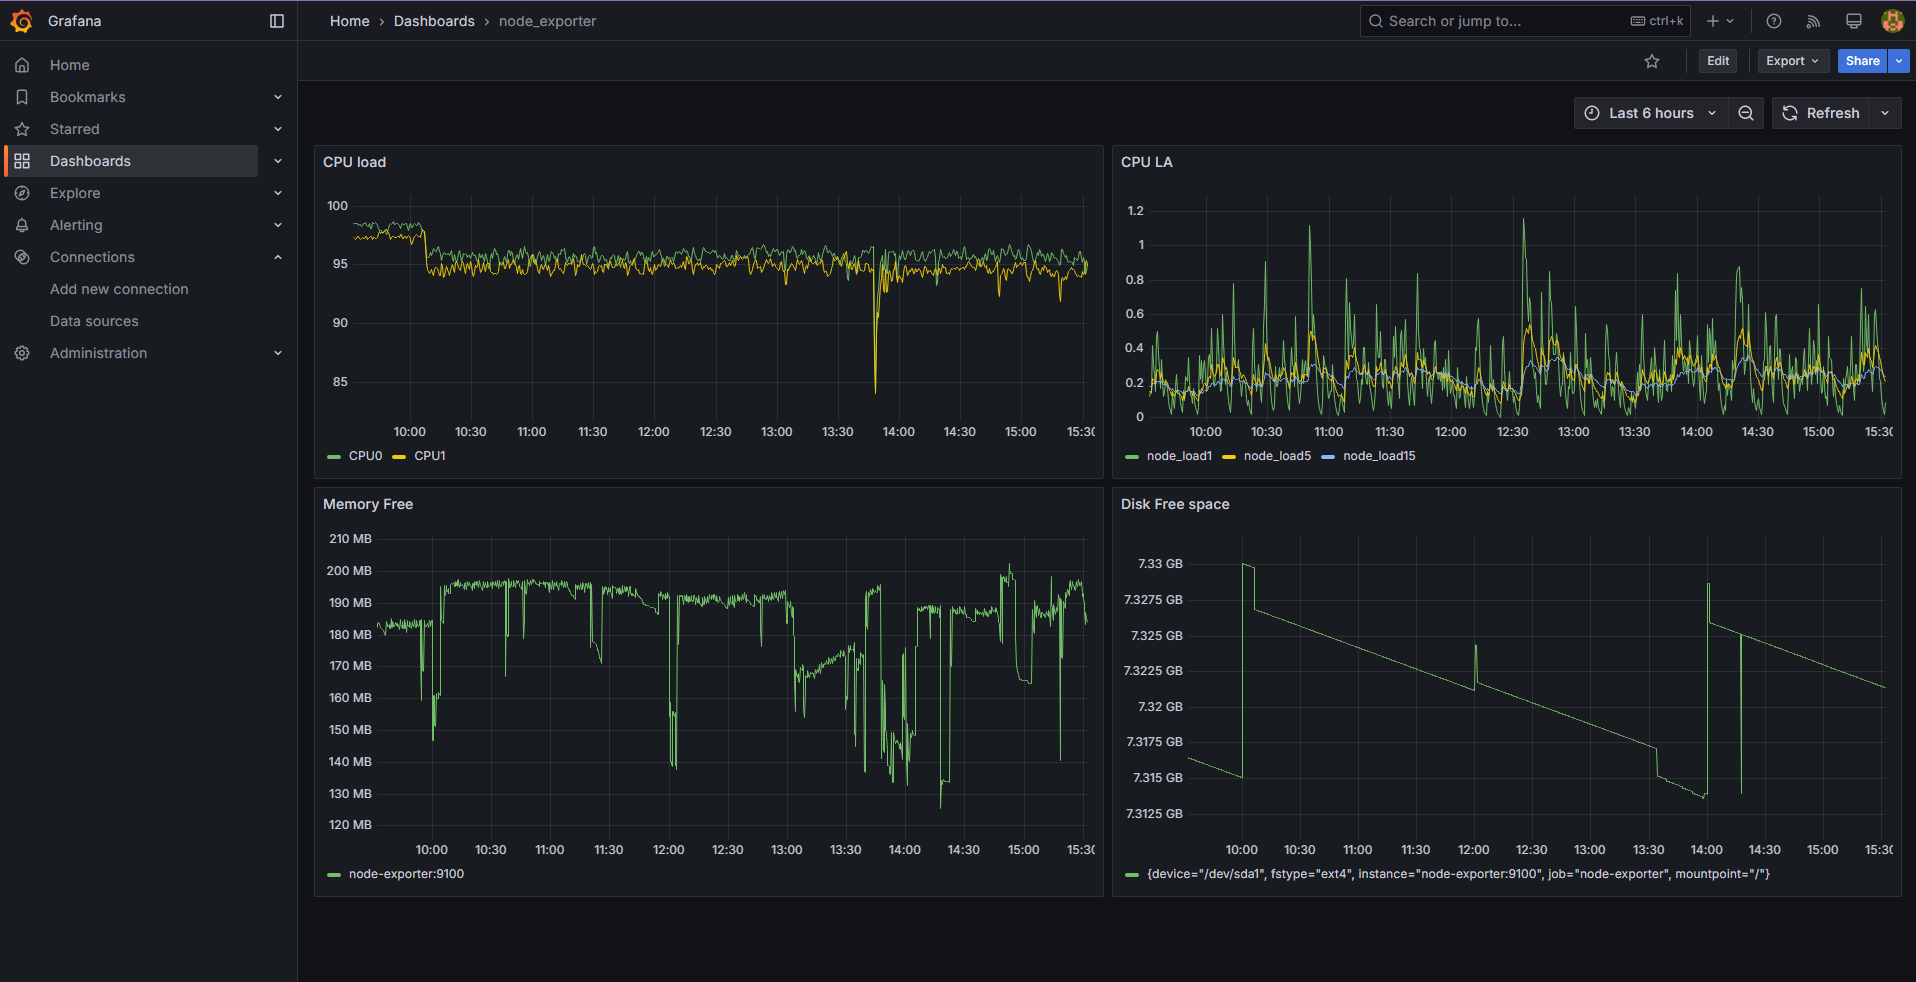 Grafana
Home › Dashboards › node_exporter
Search or jump to...
ctrl+k
Edit
Export
Share
Home
Bookmarks
Starred
Dashboards
Explore
Alerting
Connections
Add new connection
Data sources
Administration
Last 6 hours
Refresh
CPU load
100
95
90
85
10:00 10:30 11:00 11:30 12:00 12:30 13:00 13:30 14:00 14:30 15:00 15:30
CPU0 CPU1
CPU LA
1.2
1
0.8
0.6
0.4
0.2
0
10:00 10:30 11:00 11:30 12:00 12:30 13:00 13:30 14:00 14:30 15:00 15:30
node_load1 node_load5 node_load15
Memory Free
210 MB
200 MB
190 MB
180 MB
170 MB
160 MB
150 MB
140 MB
130 MB
120 MB
10:00 10:30 11:00 11:30 12:00 12:30 13:00 13:30 14:00 14:30 15:00 15:30
node-exporter:9100
Disk Free space
7.33 GB
7.3275 GB
7.325 GB
7.3225 GB
7.32 GB
7.3175 GB
7.315 GB
7.3125 GB
10:00 10:30 11:00 11:30 12:00 12:30 13:00 13:30 14:00 14:30 15:00 15:30
{device="/dev/sda1", fstype="ext4", instance="node-exporter:9100", job="node-exporter", mountpoint="/"}